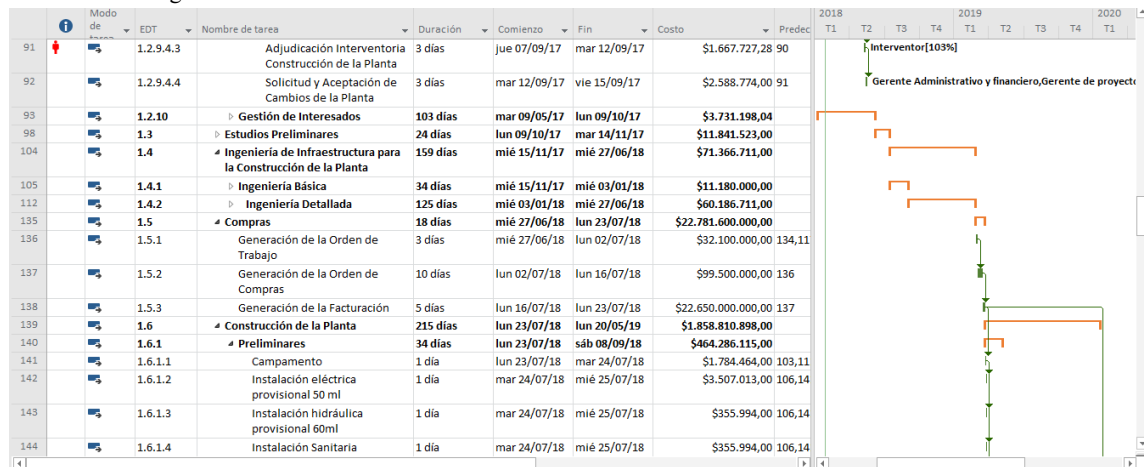 2018 2019 2020
Modo de EDT Nombre de tarea Duración Comienzo Fin Costo Predec T1 T2 T3 T4 T1 T2 T3 T4 T1
91 1.2.9.4.3 Adjudicación Interventoria 3 días jue 07/09/17 mar 12/09/17 $1.667.727,28 90 Interventor[103%]
Construcción de la Planta
92 1.2.9.4.4 Solicitud y Aceptación de 3 días mar 12/09/17 vie 15/09/17 $2.588.774,00 91 Gerente Administrativo y financiero,Gerente de proyecto
Cambios de la Planta
93 1.2.10 Gestión de Interesados 103 días mar 09/05/17 lun 09/10/17 $3.731.198,04
98 1.3 Estudios Preliminares 24 días lun 09/10/17 mar 14/11/17 $11.841.523,00
104 1.4 Ingeniería de Infraestructura para 159 días mié 15/11/17 mié 27/06/18 $71.366.711,00
la Construcción de la Planta
105 1.4.1 Ingeniería Básica 34 días mié 15/11/17 mié 03/01/18 $11.180.000,00
112 1.4.2 Ingeniería Detallada 125 días mié 03/01/18 mié 27/06/18 $60.186.711,00
135 1.5 Compras 18 días mié 27/06/18 lun 23/07/18 $22.781.600.000,00
136 1.5.1 Generación de la Orden de 3 días mié 27/06/18 lun 02/07/18 $32.100.000,00 134,11
Trabajo
137 1.5.2 Generación de la Orden de 10 días lun 02/07/18 lun 16/07/18 $99.500.000,00 136
Compras
138 1.5.3 Generación de la Facturación 5 días lun 16/07/18 lun 23/07/18 $22.650.000.000,00 137
139 1.6 Construcción de la Planta 215 días lun 23/07/18 lun 20/05/19 $1.858.810.898,00
140 1.6.1 Preliminares 34 días lun 23/07/18 sáb 08/09/18 $464.286.115,00
141 1.6.1.1 Campamento 1 día lun 23/07/18 mar 24/07/18 $1.784.464,00 103,11
142 1.6.1.2 Instalación eléctrica 1 día mar 24/07/18 mié 25/07/18 $3.507.013,00 106,14
provisional 50 ml
143 1.6.1.3 Instalación hidráulica 1 día mar 24/07/18 mié 25/07/18 $355.994,00 106,14
provisional 60ml
144 1.6.1.4 Instalación Sanitaria 1 día mar 24/07/18 mié 25/07/18 $355.994,00 106,14